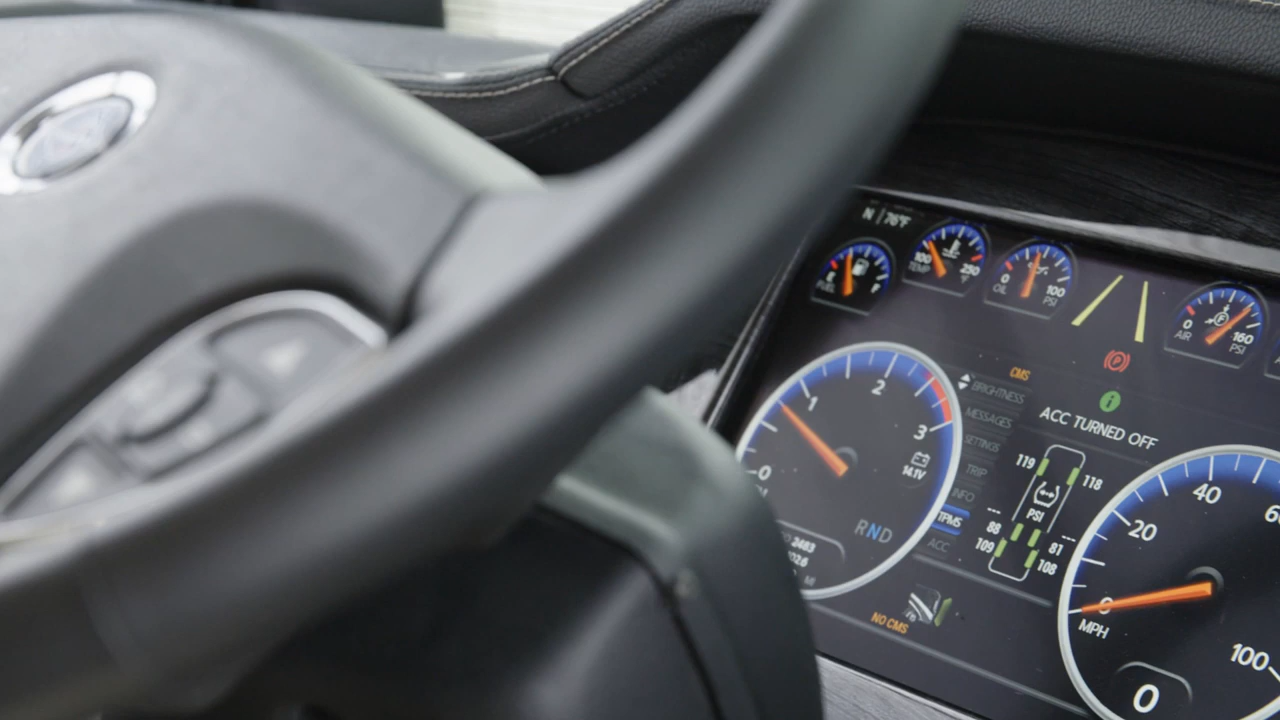 N | 76°F
E
F
FUEL
100
250
TEMP
°F
0
100
OIL
PSI
0
160
AIR
PSI
F
(P)
CMS
BRIGHTNESS
MESSAGES
SETTINGS
TRIP
INFO
TPMS
ACC
i
ACC TURNED OFF
119
118
PSI
---
---
88
81
109
108
0
1
2
3
14.1V
RND
2483
NO CMS
0
20
40
100
MPH
0